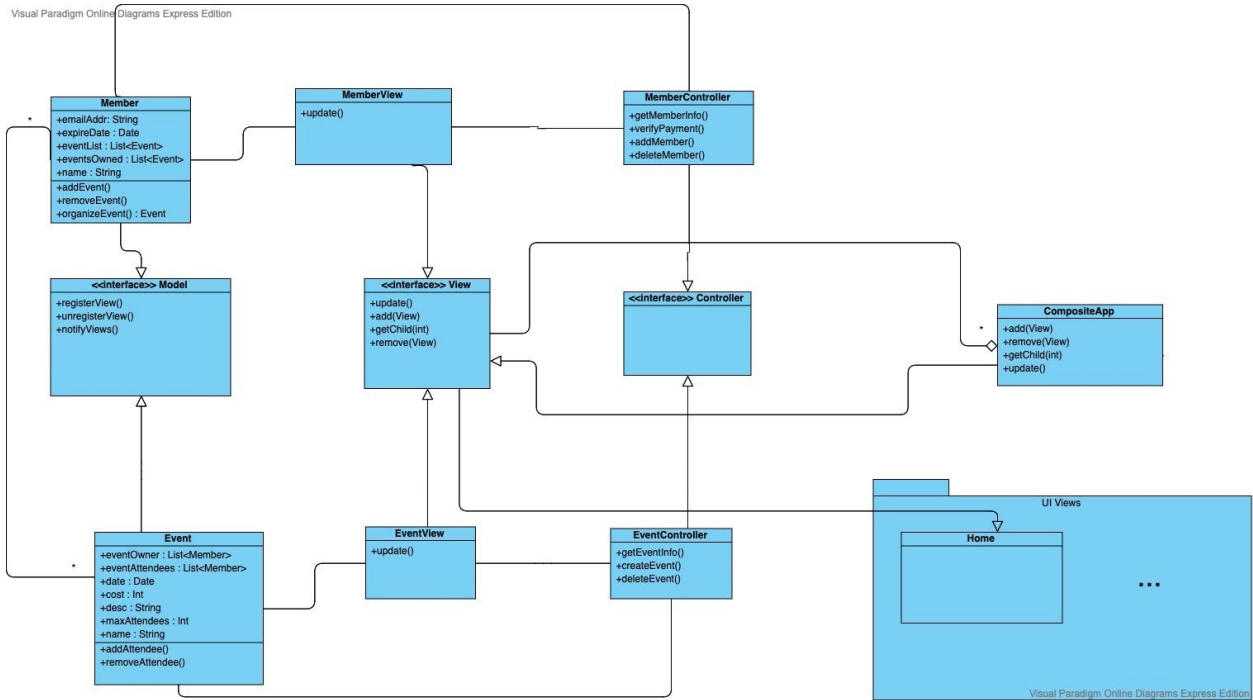 Visual Paradigm Online Diagrams Express Edition
Member
+emailAddr: String
+expireDate : Date
+eventList : List<Event>
+eventsOwned : List<Event>
+name : String
+addEvent()
+removeEvent()
+organizeEvent() : Event
MemberView
+update()
MemberController
+getMemberInfo()
+verifyPayment()
+addMember()
+deleteMember()
*
<<interface>> Model
+registerView()
+unregisterView()
+notifyViews()
<<interface>> View
+update()
+add(View)
+getChild(int)
+remove(View)
<<interface>> Controller
*
CompositeApp
+add(View)
+remove(View)
+getChild(int)
+update()
*
Event
+eventOwner : List<Member>
+eventAttendees : List<Member>
+date : Date
+cost : Int
+desc : String
+maxAttendees : Int
+name : String
+addAttendee()
+removeAttendee()
EventView
+update()
EventController
+getEventInfo()
+createEvent()
+deleteEvent()
UI Views
Home
...
Visual Paradigm Online Diagrams Express Edition